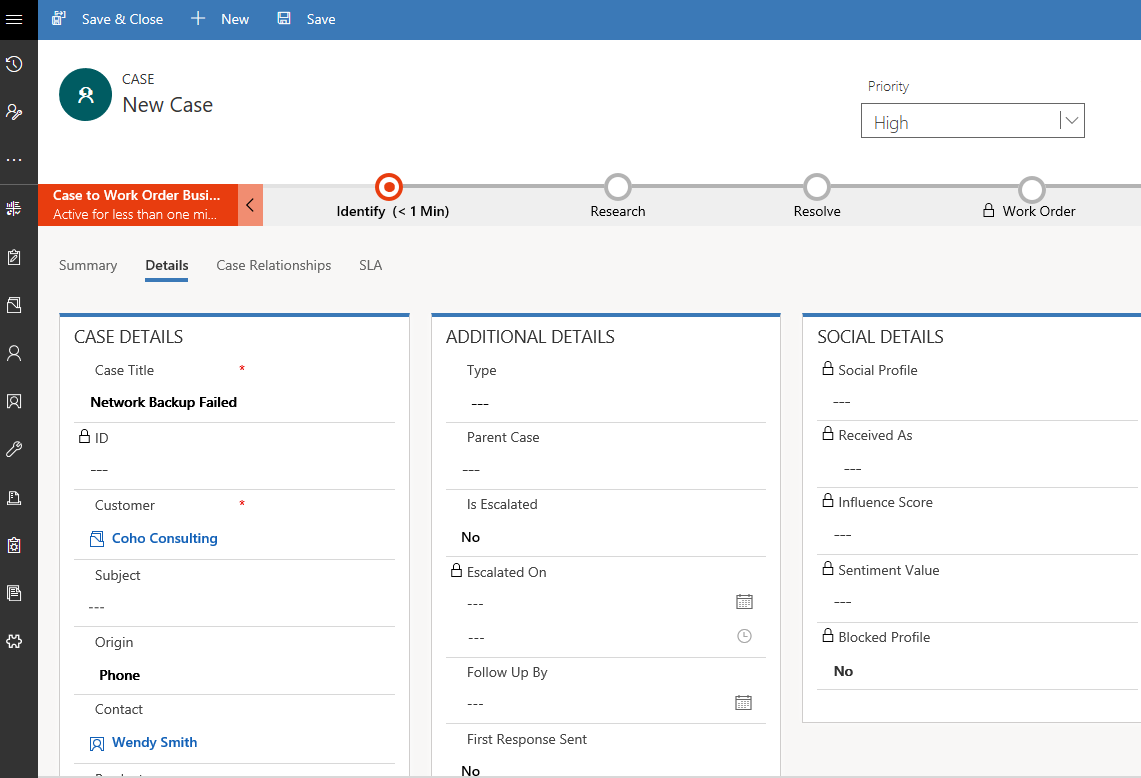 Save & Close
New
Save
CASE
New Case
Priority
High
Case to Work Order Busi...
Active for less than one mi...
Identify (< 1 Min)
Research
Resolve
Work Order
Summary
Details
Case Relationships
SLA
CASE DETAILS
Case Title *
Network Backup Failed
ID
---
Customer *
Coho Consulting
Subject
---
Origin
Phone
Contact
Wendy Smith
ADDITIONAL DETAILS
Type
---
Parent Case
---
Is Escalated
No
Escalated On
---
---
Follow Up By
---
First Response Sent
No
SOCIAL DETAILS
Social Profile
---
Received As
---
Influence Score
---
Sentiment Value
---
Blocked Profile
No